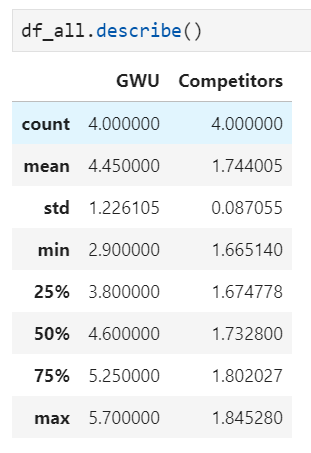 df_all.describe()
GWU Competitors
count 4.000000 4.000000
mean 4.450000 1.744005
std 1.226105 0.087055
min 2.900000 1.665140
25% 3.800000 1.674778
50% 4.600000 1.732800
75% 5.250000 1.802027
max 5.700000 1.845280